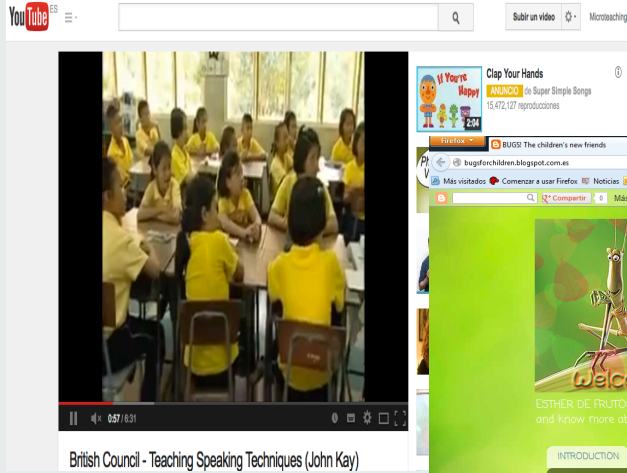 YouTube ES
Subir un video
Microteaching
If You're
Happy
2:04
Clap Your Hands
ANUNCIO de Super Simple Songs
15,472,127 reproducciones
Firefox
BUGS! The children's new friends
bugsforchildren.blogspot.com.es
Más visitados Comenzar a usar Firefox Noticias
Compartir 0 Más
Welco
ESTHER DE FRUTO
and know more ab
INTRODUCTION
0:57 / 6:31
British Council - Teaching Speaking Techniques (John Kay)